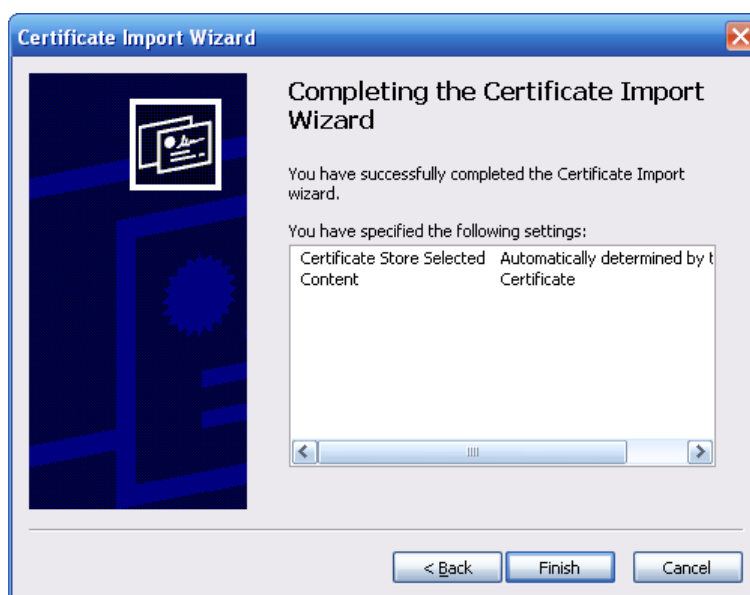 Certificate Import Wizard
Completing the Certificate Import
Wizard
You have successfully completed the Certificate Import
wizard.
You have specified the following settings:
Certificate Store Selected Automatically determined by t
Content Certificate
< Back Finish Cancel